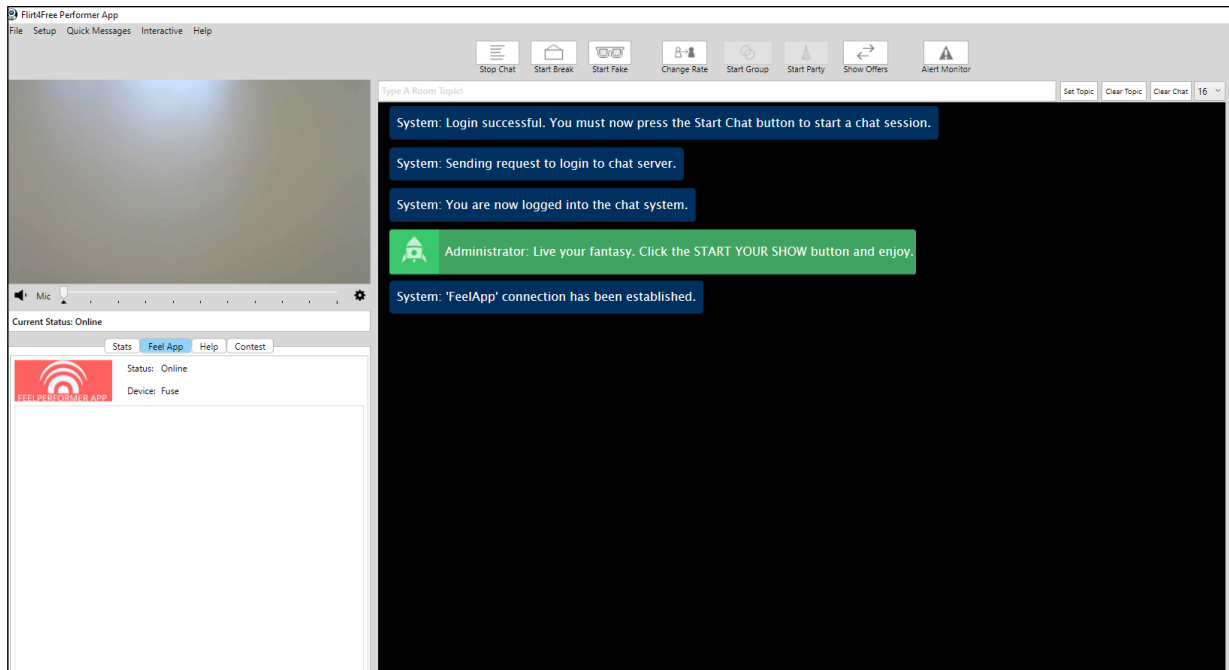 Flirt4Free Performer App
File Setup Quick Messages Interactive Help
Stop Chat Start Break Start Fake Change Rate Start Group Start Party Show Offers Alert Monitor
Type A Room Topic! Set Topic Clear Topic Clear Chat 16
System: Login successful. You must now press the Start Chat button to start a chat session.
System: Sending request to login to chat server.
System: You are now logged into the chat system.
Administrator: Live your fantasy. Click the START YOUR SHOW button and enjoy.
System: 'FeelApp' connection has been established.
Mic
Current Status: Online
Stats Feel App Help Contest
FEELPERFORMER APP
Status: Online
Device: Fuse